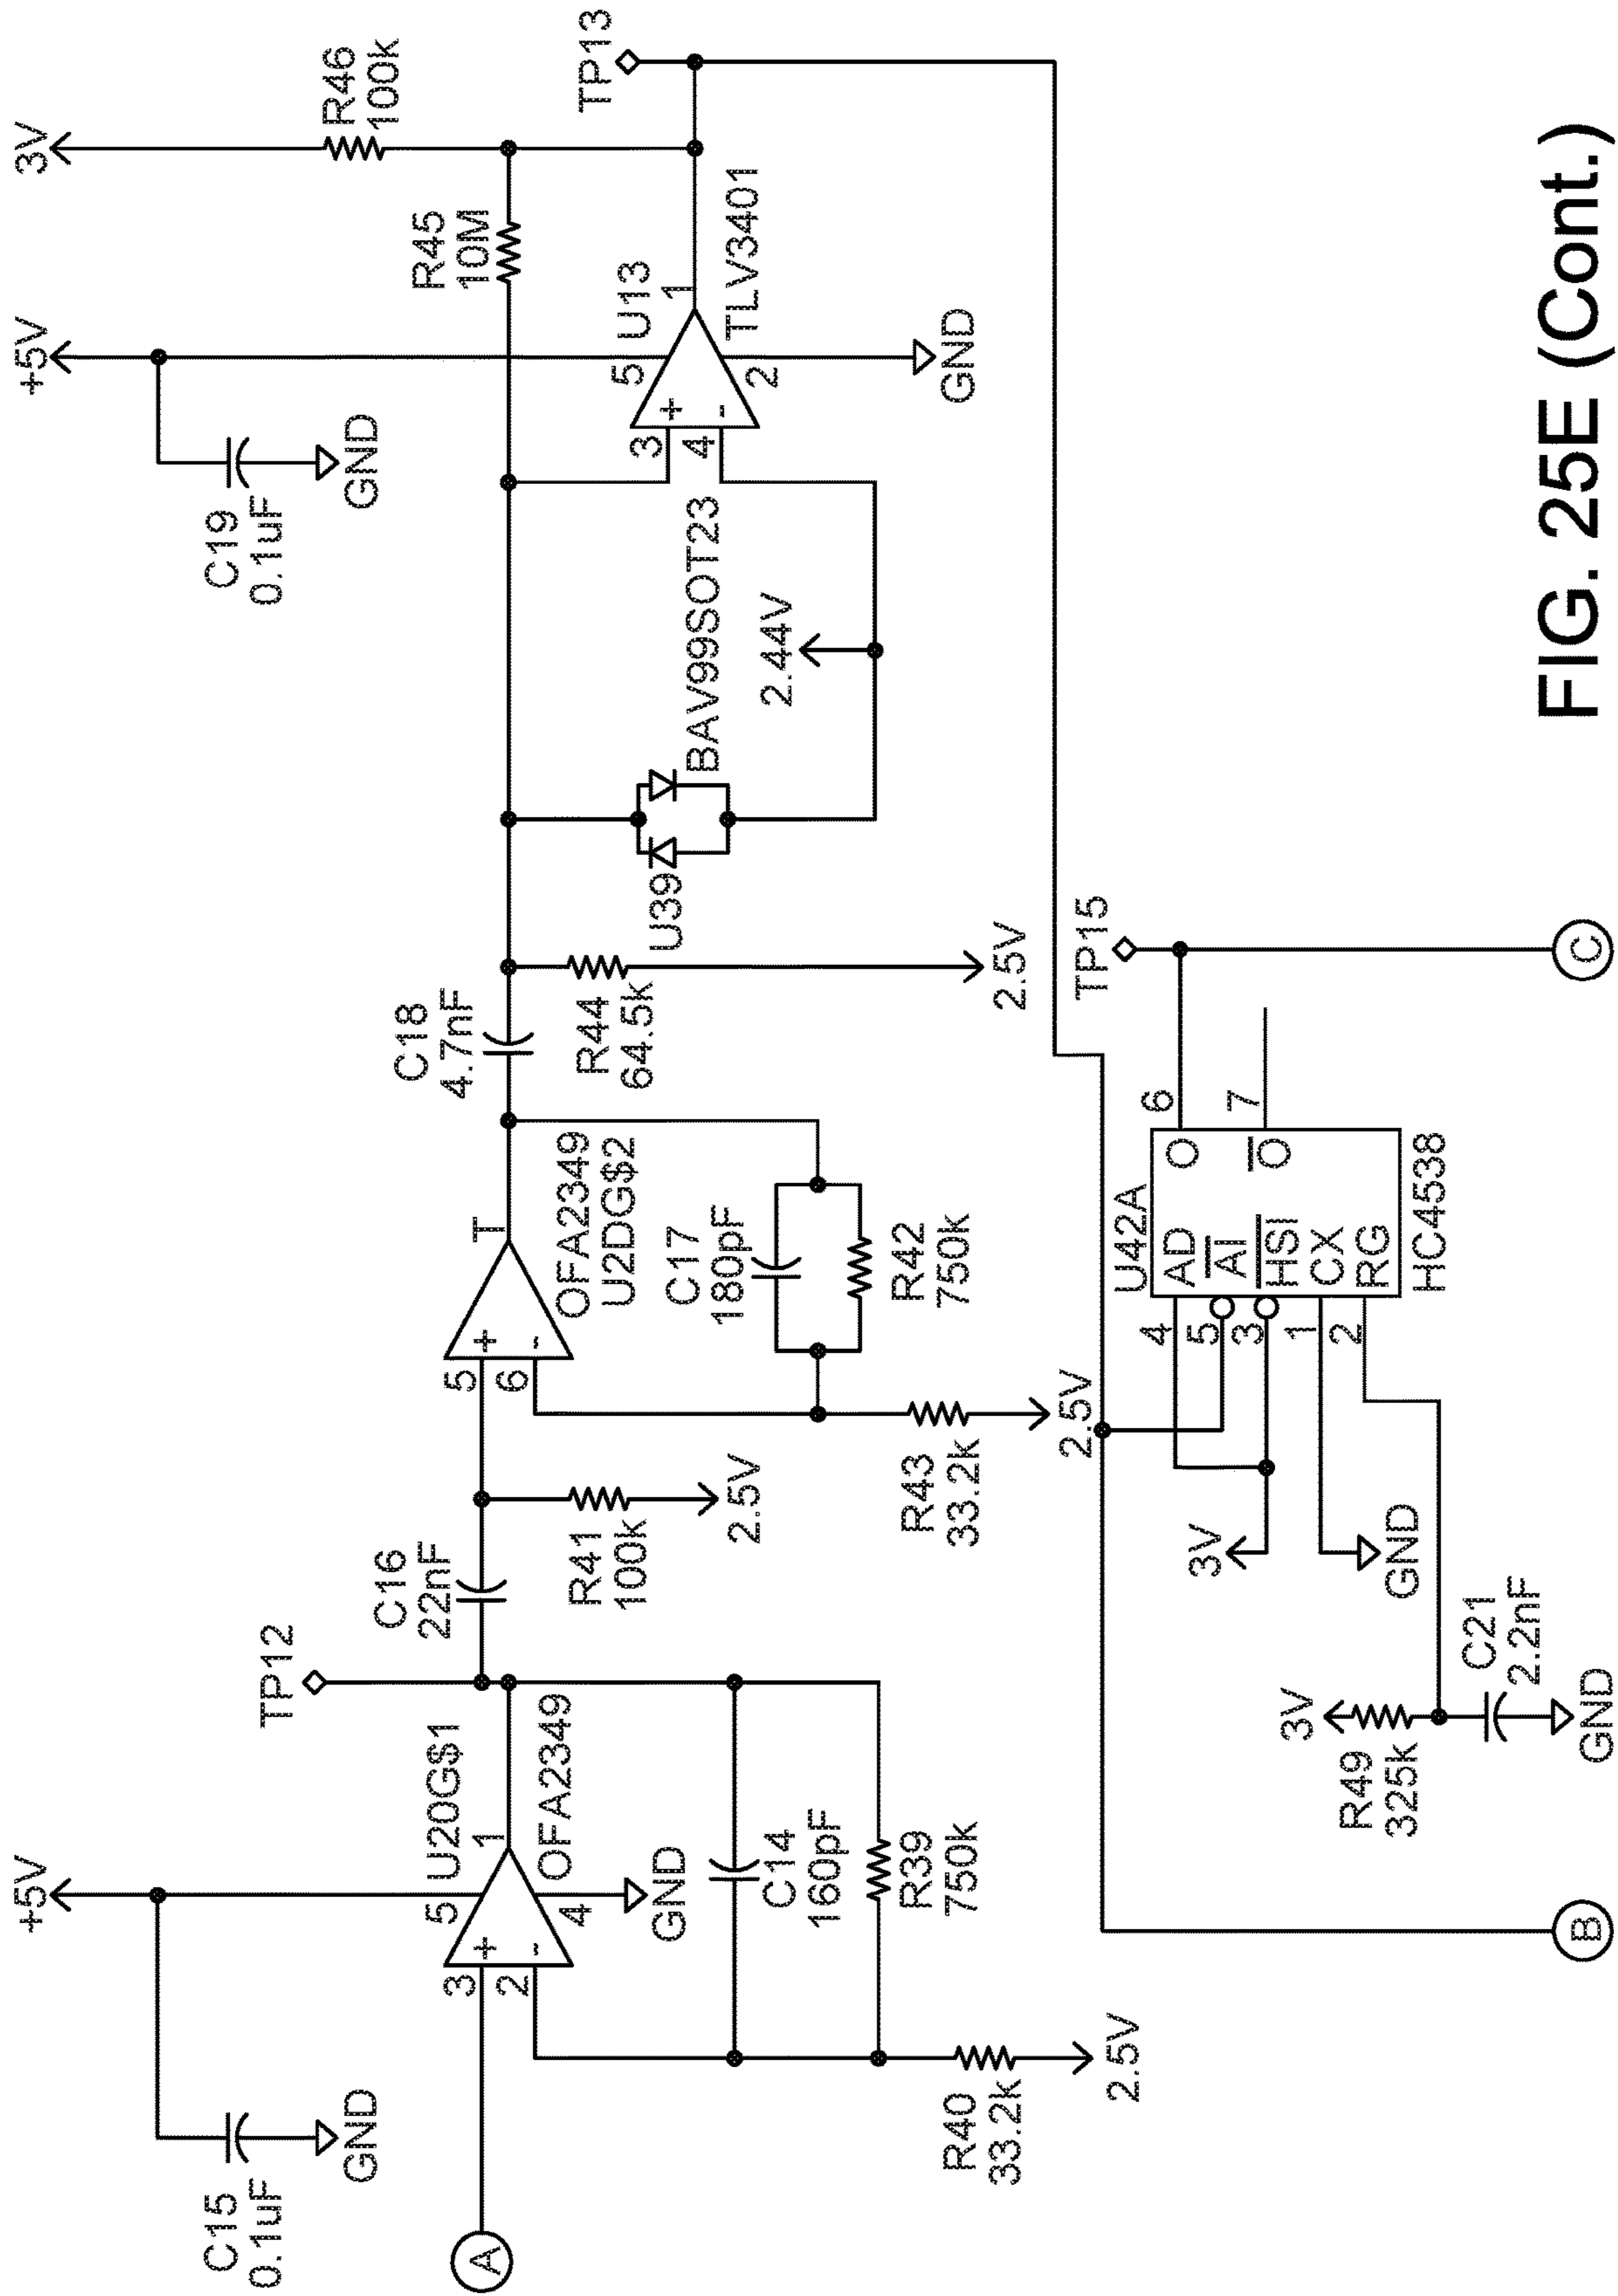 +5V
C15
0.1uF
GND
A
3
2
+
-
5
4
1
U20G$1
OFA2349
GND
TP12
C14
160pF
R39
750k
R40
33.2k
2.5V
C16
22nF
R41
100k
2.5V
5
6
+
-
T
OFA2349
U2DG$2
C17
180pF
R42
750k
R43
33.2k
2.5V
C18
4.7nF
R44
64.5k
2.5V
U39
BAV99SOT23
2.44V
+5V
C19
0.1uF
GND
3
4
+
-
5
2
1
U13
TLV3401
GND
R45
10M
3V
R46
100k
TP13
B
3V
R49
325k
C21
2.2nF
GND
3V
GND
4
5
3
1
2
U42A
AD
AI
HSI
CX
RG
O
O
6
7
HC4538
TP15
C
FIG. 25E (Cont.)